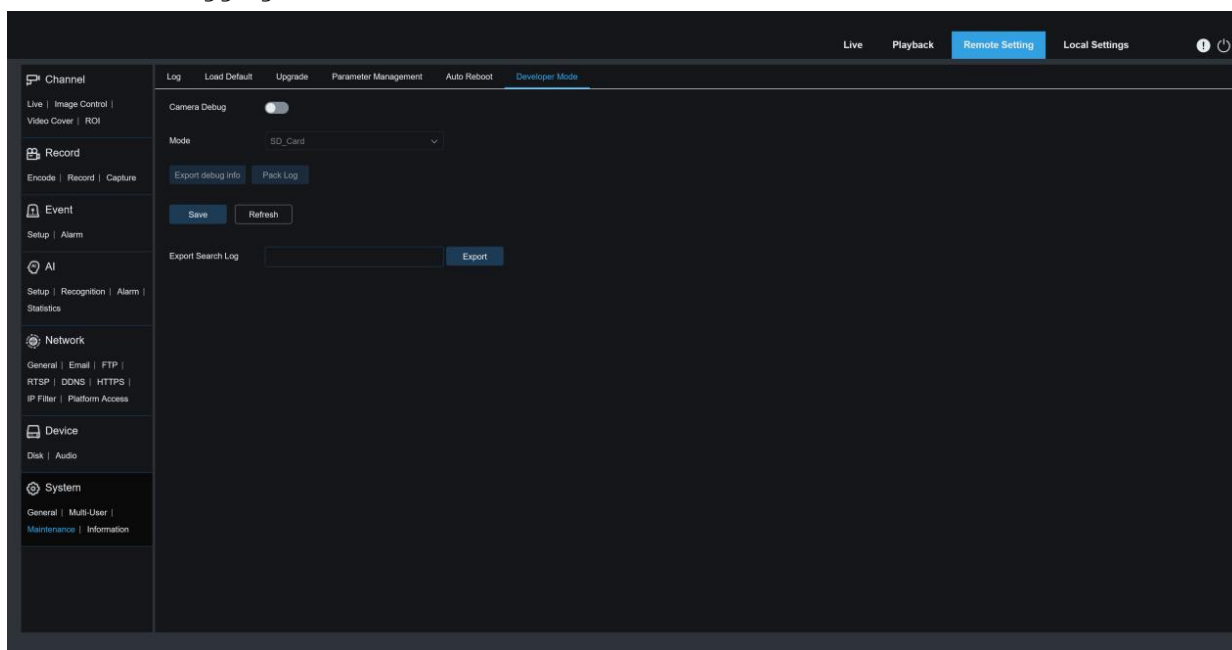 Live Playback Remote Setting Local Settings
Channel
Live | Image Control |
Video Cover | ROI
Record
Encode | Record | Capture
Event
Setup | Alarm
AI
Setup | Recognition | Alarm |
Statistics
Network
General | Email | FTP |
RTSP | DDNS | HTTPS |
IP Filter | Platform Access
Device
Disk | Audio
System
General | Multi-User |
Maintenance | Information
Log Load Default Upgrade Parameter Management Auto Reboot Developer Mode
Camera Debug
Mode SD_Card
Export debug info Pack Log
Save Refresh
Export Search Log Export